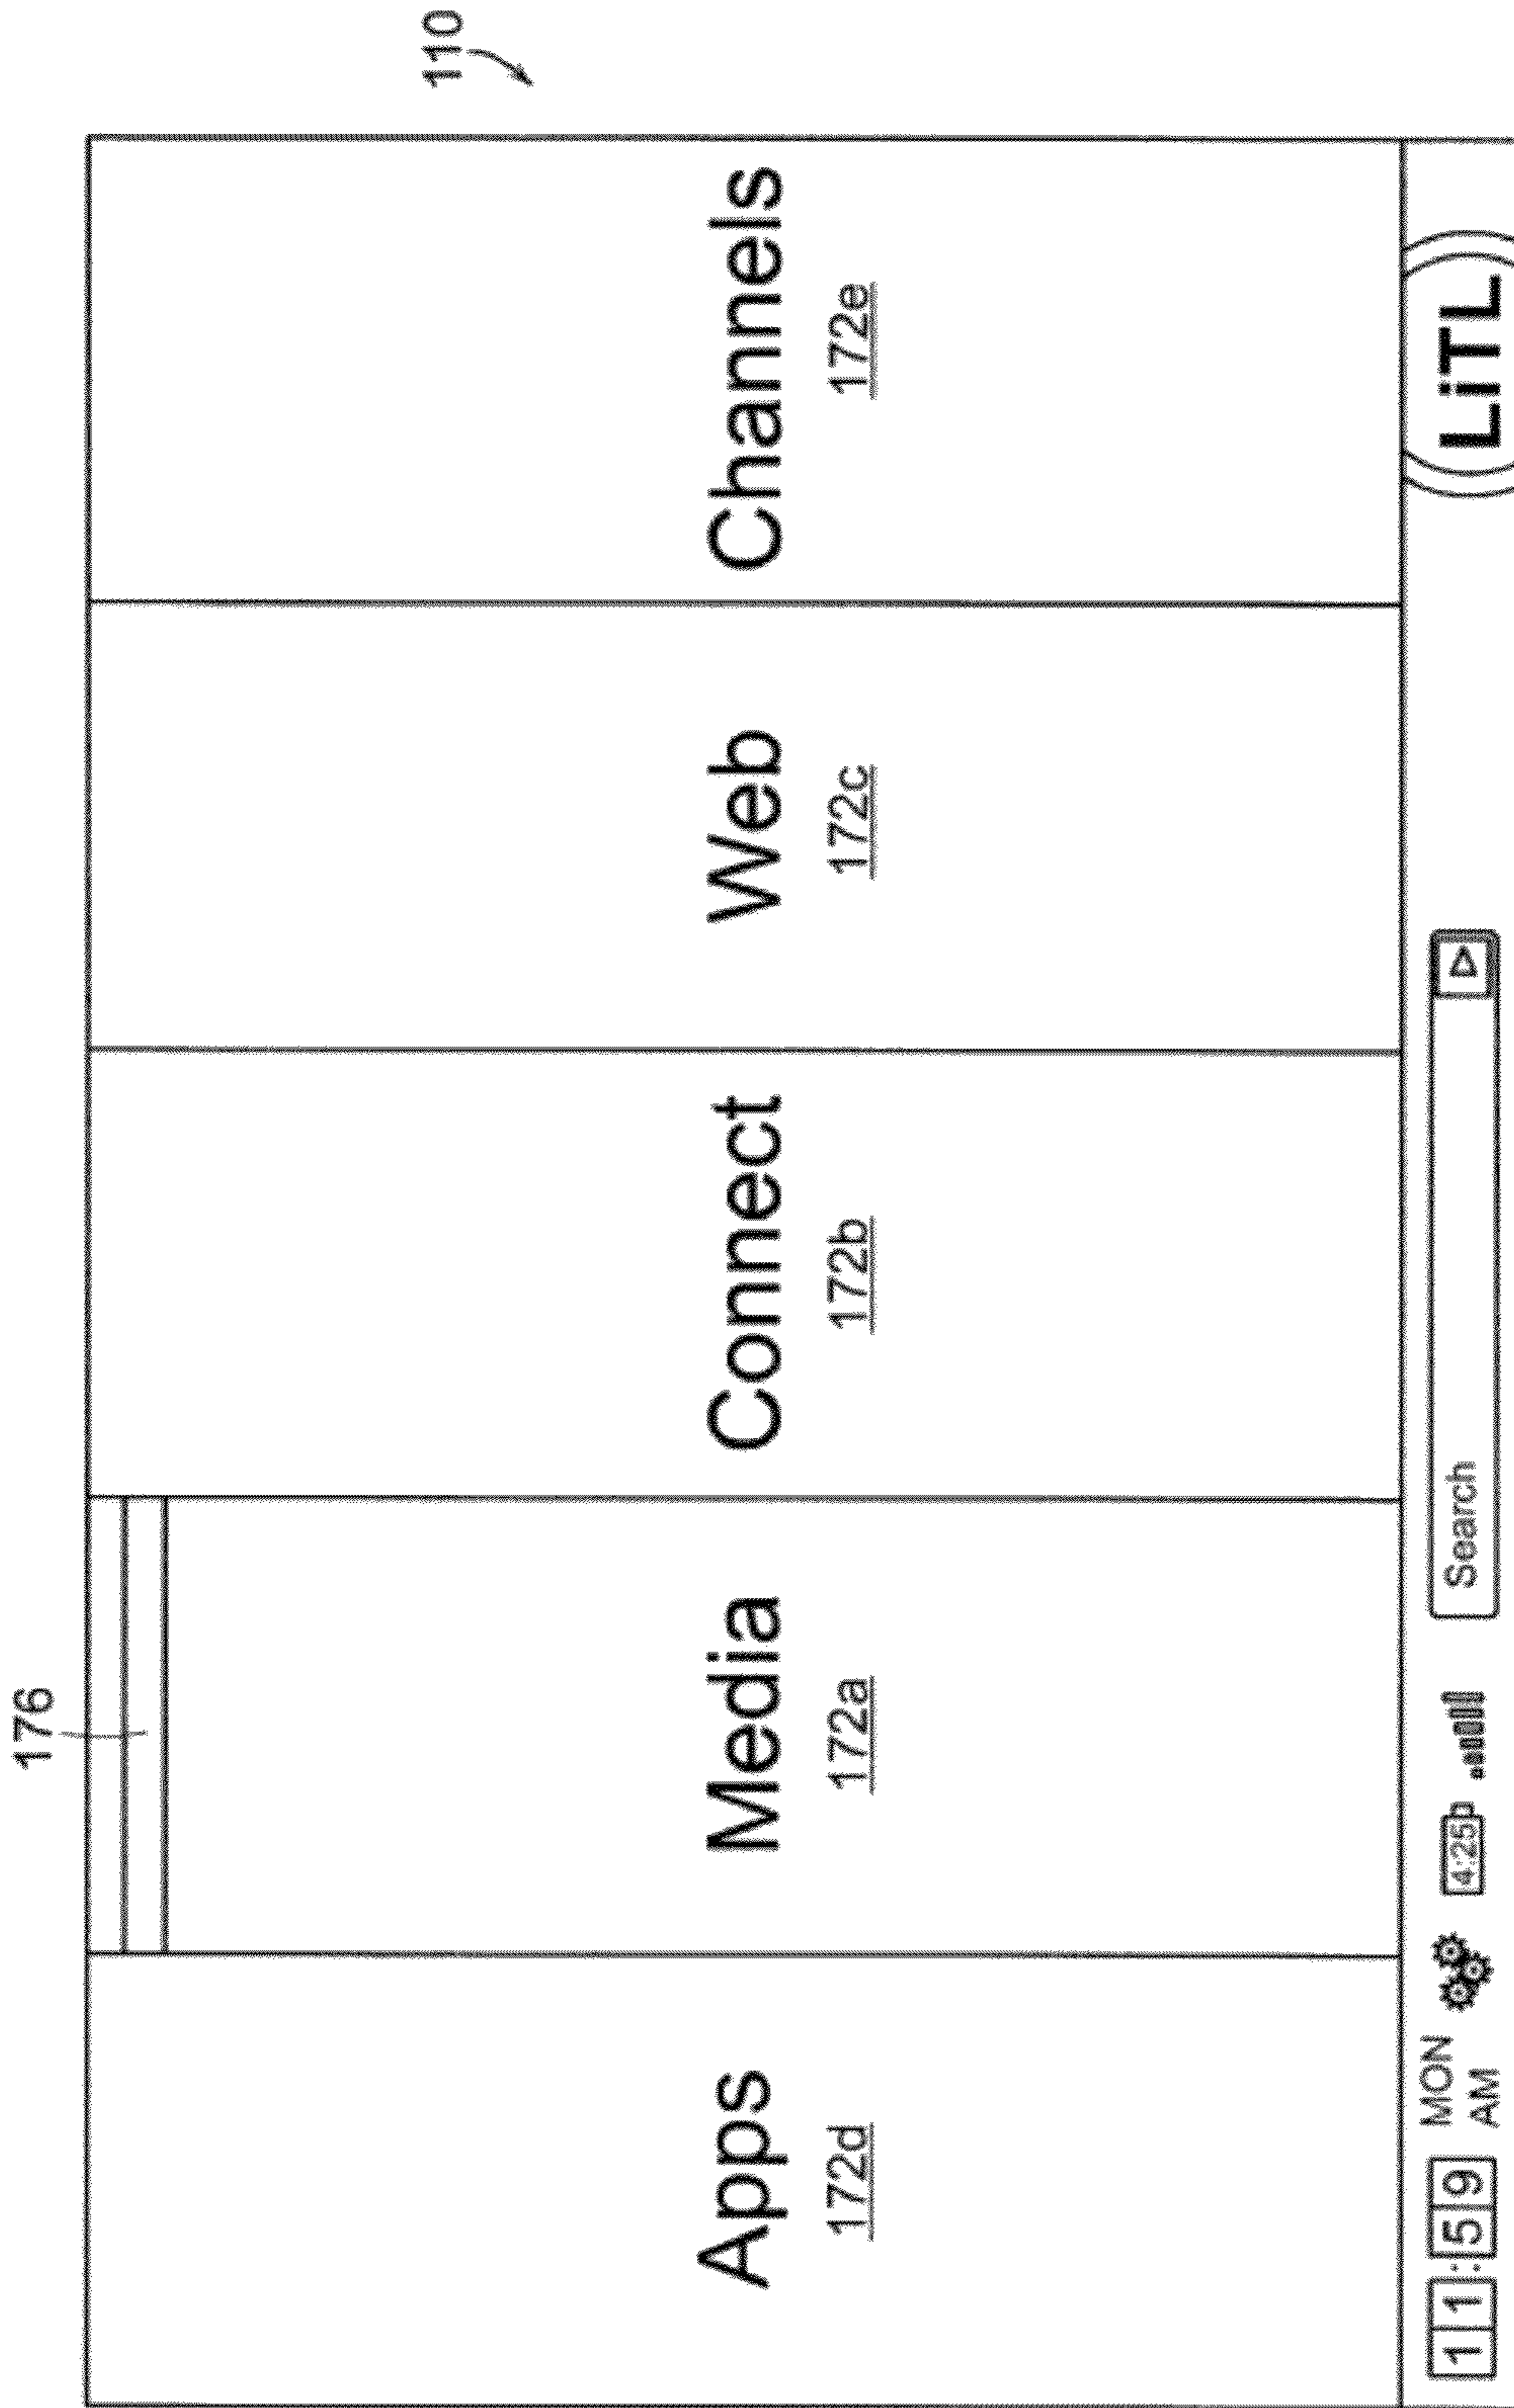 110
176
Apps Media Connect Web Channels
172d 172a 172b 172c 172e
11:59 MON AM 4:25 Search LiTL